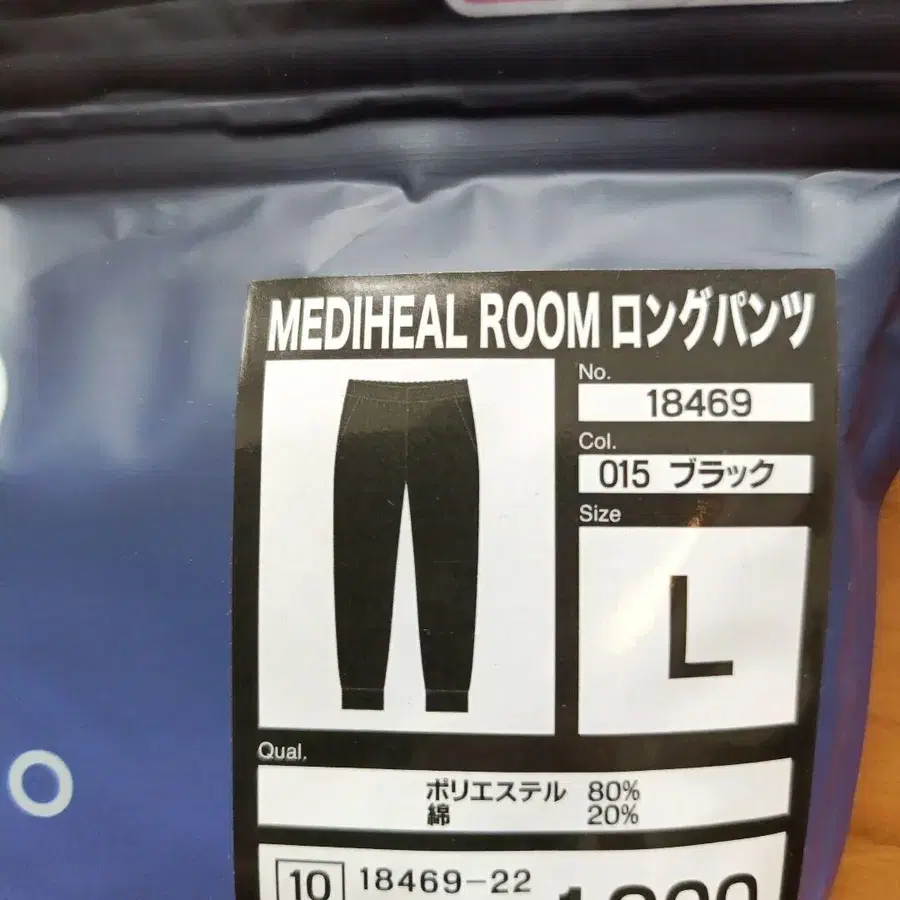 MEDIHEAL ROOM ロングパンツ
No.
18469
Col.
015 ブラック
Size
L
Qual.
ポリエステル 80%
綿 20%
10 18469-22